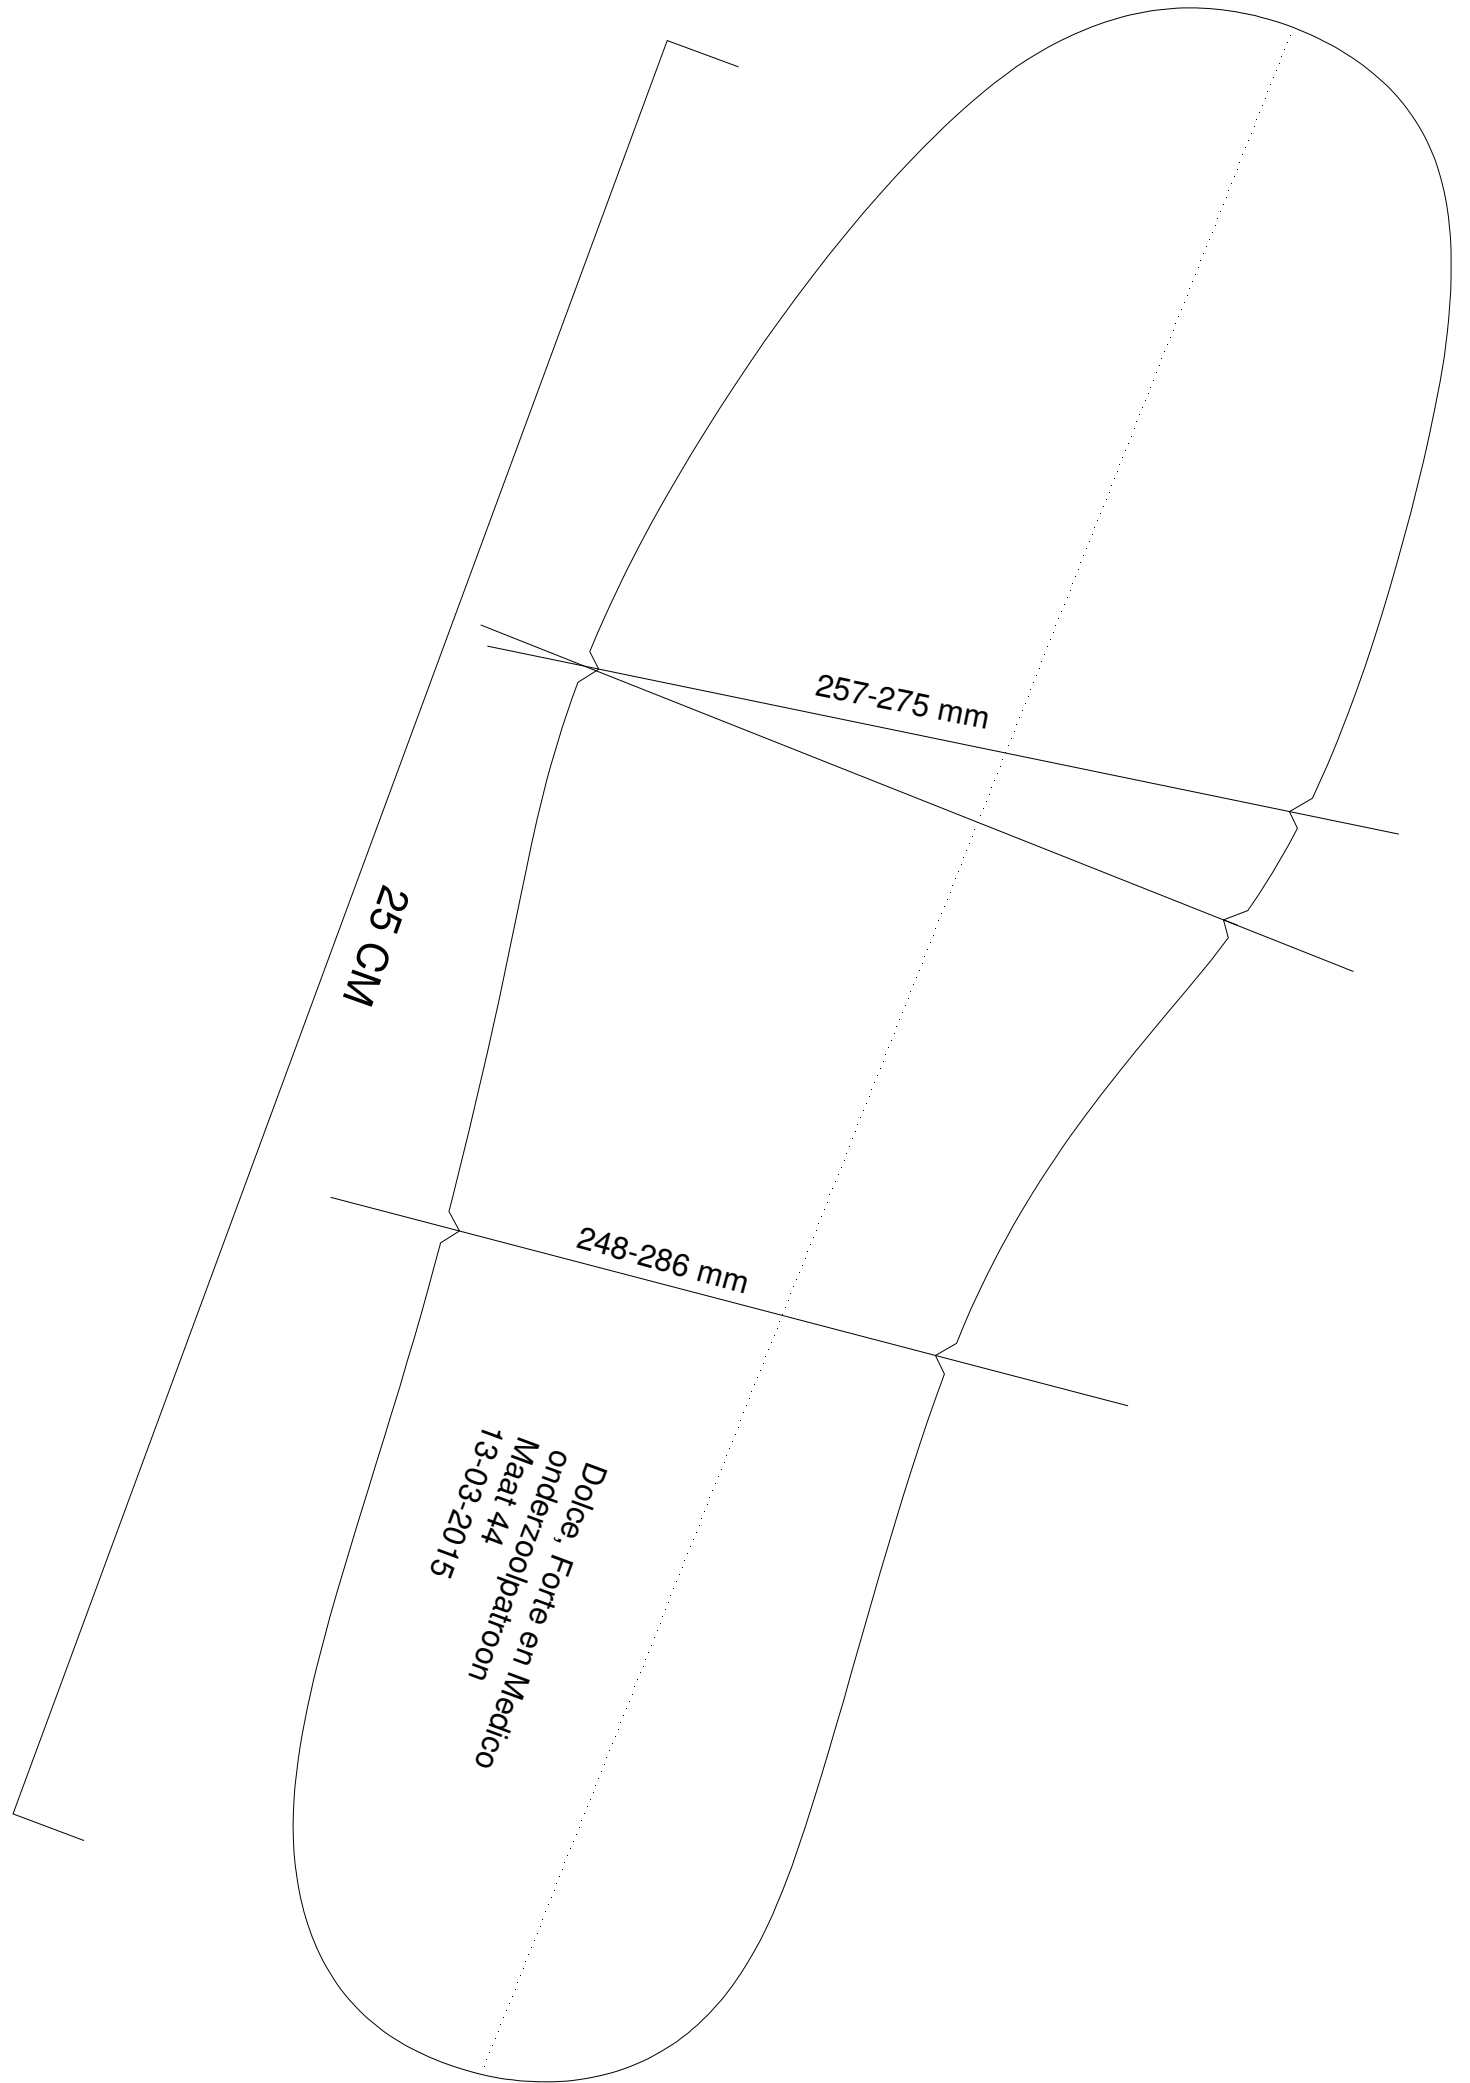 257-275 mm
25 CM
248-286 mm
Dolce, Forte en Medico
onderzoolpatroon
Maat 44
13-03-2015